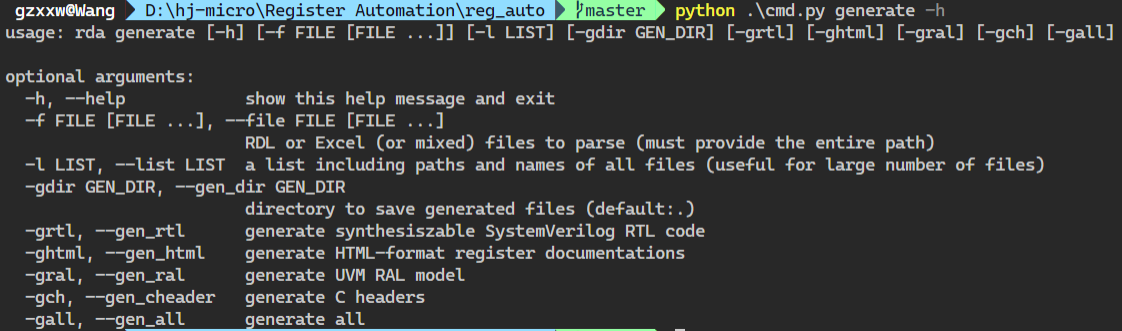 gzxxw@Wang D:\hj-micro\Register Automation\reg_auto master python .\cmd.py generate -h
usage: rda generate [-h] [-f FILE [FILE ...]] [-l LIST] [-gdir GEN_DIR] [-grtl] [-ghtml] [-gral] [-gch] [-gall]
optional arguments:
-h, --help show this help message and exit
-f FILE [FILE ...], --file FILE [FILE ...]
RDL or Excel (or mixed) files to parse (must provide the entire path)
-l LIST, --list LIST a list including paths and names of all files (useful for large number of files)
-gdir GEN_DIR, --gen_dir GEN_DIR
directory to save generated files (default:.)
-grtl, --gen_rtl generate synthesiszable SystemVerilog RTL code
-ghtml, --gen_html generate HTML-format register documentations
-gral, --gen_ral generate UVM RAL model
-gch, --gen_cheader generate C headers
-gall, --gen_all generate all